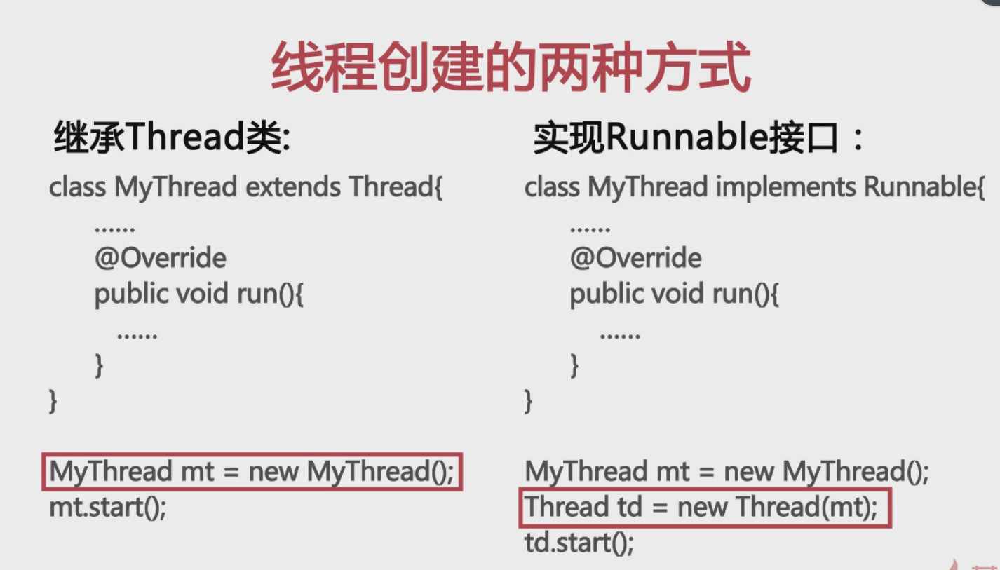 线程创建的两种方式
继承Thread类:
class MyThread extends Thread{
......
@Override
public void run(){
......
}
}
MyThread mt = new MyThread();
mt.start();
实现Runnable接口：
class MyThread implements Runnable{
......
@Override
public void run(){
......
}
}
MyThread mt = new MyThread();
Thread td = new Thread(mt);
td.start();